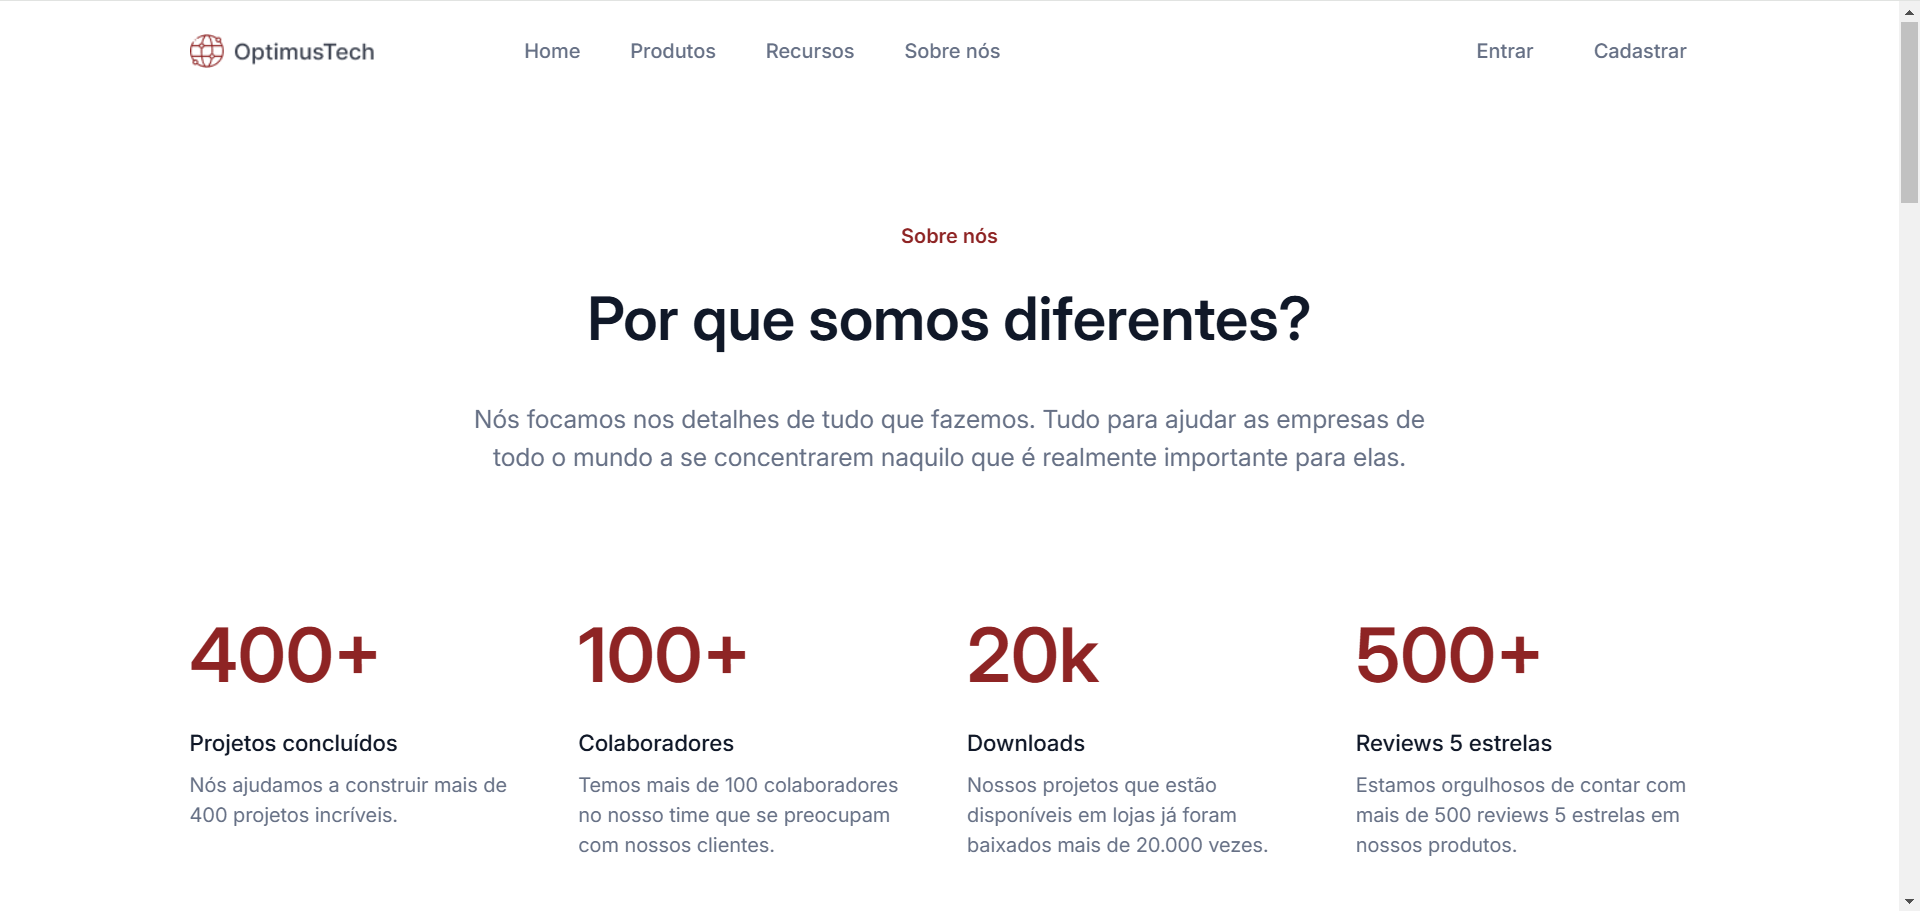 OptimusTech Home Produtos Recursos Sobre nós Entrar Cadastrar
Sobre nós
Por que somos diferentes?
Nós focamos nos detalhes de tudo que fazemos. Tudo para ajudar as empresas de
todo o mundo a se concentrarem naquilo que é realmente importante para elas.
400+
Projetos concluídos
Nós ajudamos a construir mais de
400 projetos incríveis.
100+
Colaboradores
Temos mais de 100 colaboradores
no nosso time que se preocupam
com nossos clientes.
20k
Downloads
Nossos projetos que estão
disponíveis em lojas já foram
baixados mais de 20.000 vezes.
500+
Reviews 5 estrelas
Estamos orgulhosos de contar com
mais de 500 reviews 5 estrelas em
nossos produtos.